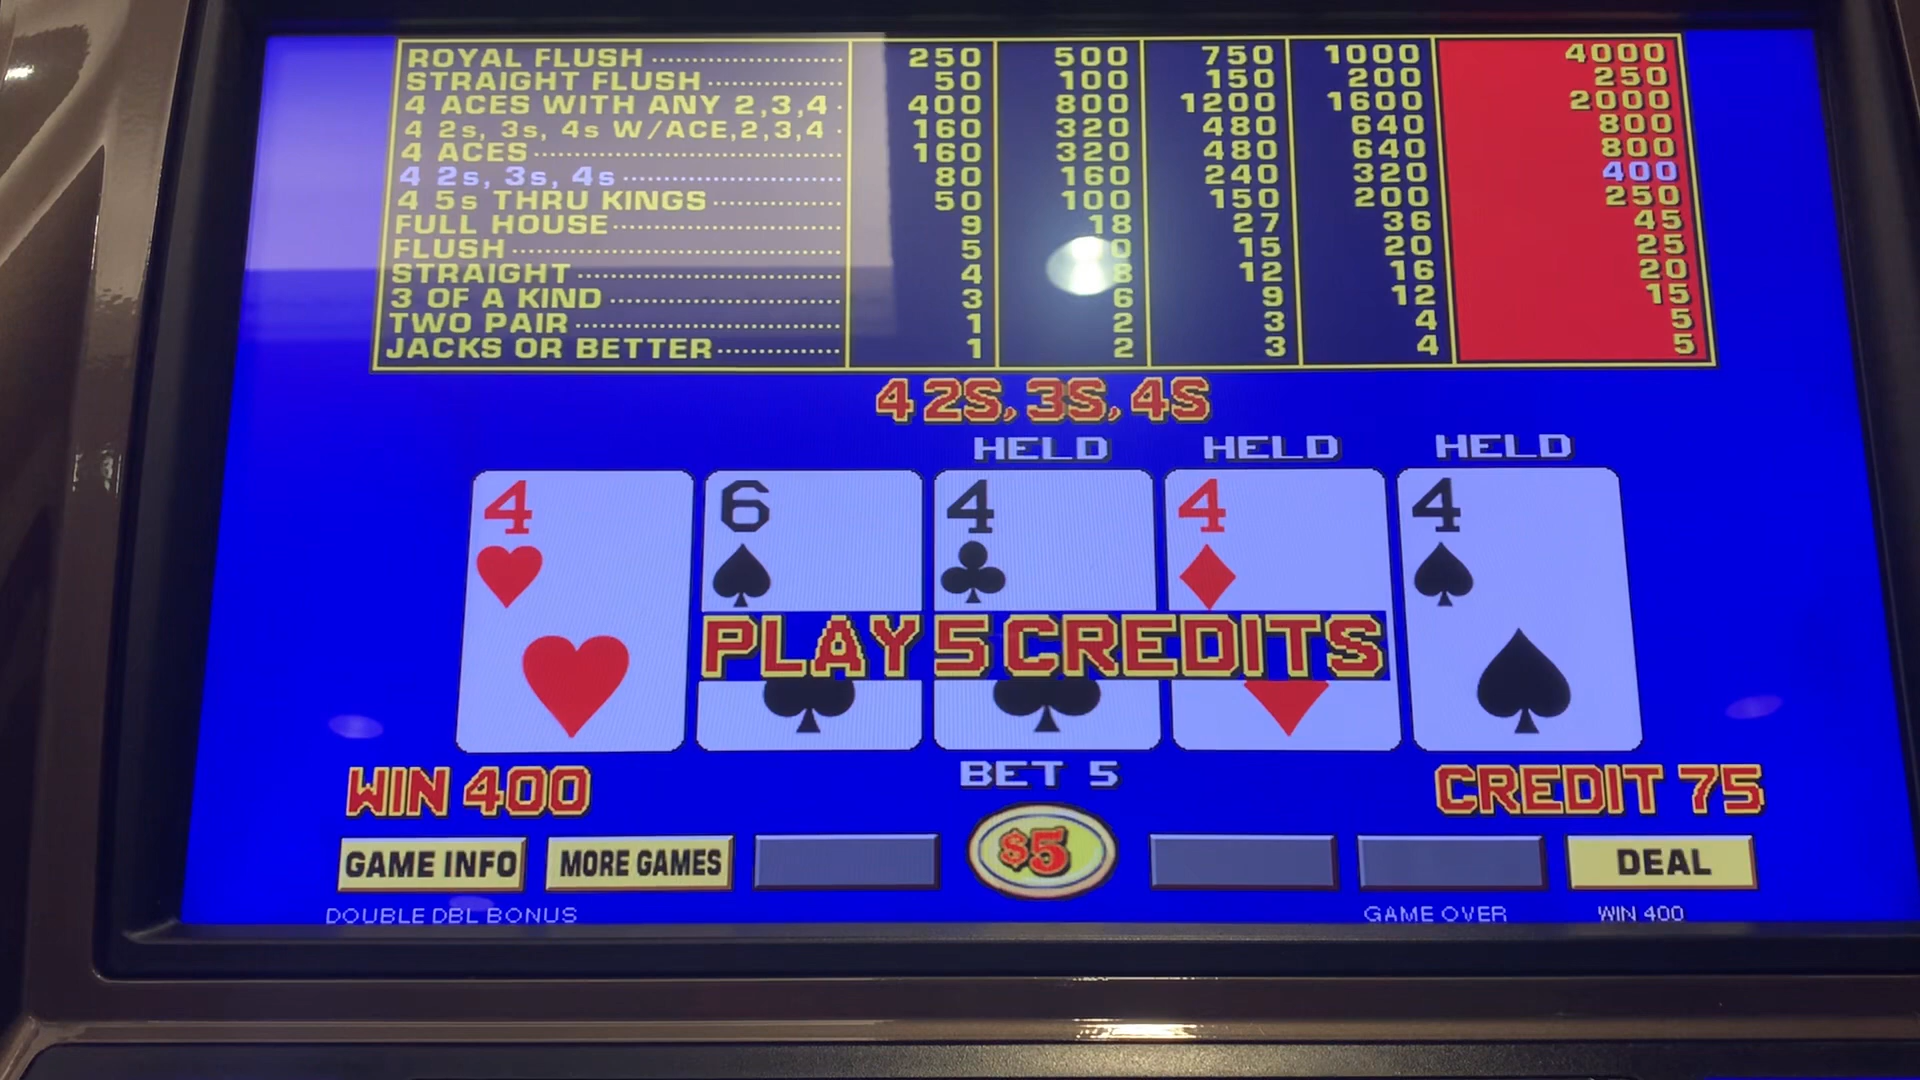 ROYAL FLUSH 250 500 750 1000 4000
STRAIGHT FLUSH 50 100 150 200 250
4 ACES WITH ANY 2,3,4 400 800 1200 1600 2000
4 2s, 3s, 4s W/ACE,2,3,4 160 320 480 640 800
4 ACES 160 320 480 640 800
4 2s, 3s, 4s 80 160 240 320 400
4 5s THRU KINGS 50 100 150 200 250
FULL HOUSE 9 18 27 36 45
FLUSH 5 15 20 25
STRAIGHT 4 8 12 16 20
3 OF A KIND 3 6 9 12 15
TWO PAIR 1 2 3 4 5
JACKS OR BETTER 1 2 3 4 5
4 2S, 3S, 4S
HELD HELD HELD
4 6 4 4 4
PLAY 5 CREDITS
WIN 400 BET 5 CREDIT 75
GAME INFO MORE GAMES $5 DEAL
DOUBLE DBL BONUS GAME OVER WIN 400